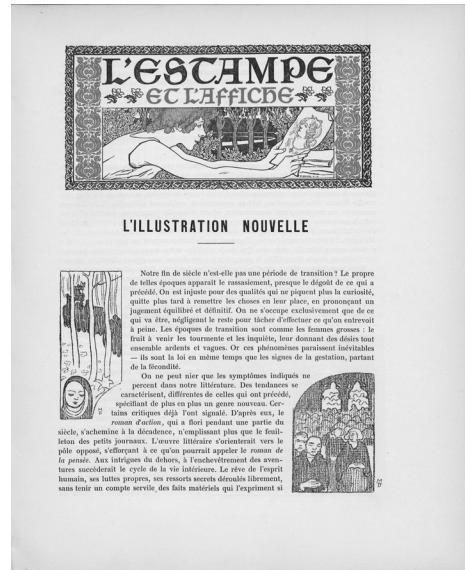 L'ESTAMPE
ET L'AFFICHE
L'ILLUSTRATION NOUVELLE
Notre fin de siècle n'est-elle pas une période de transition ? Le propre
de telles époques apparait le rassasiement, presque le dégoût de ce qui a
précédé. On est injuste pour des qualités qui ne piquent plus la curiosité,
quitte plus tard à remettre les choses en leur place, en prononçant un
jugement équilibré et définitif. On ne s'occupe exclusivement que de ce
qui va être, négligeant le reste pour tâcher d'effectuer ce qu'on entrevoit
à peine. Les époques de transition sont comme les femmes grosses : le
fruit à venir les tourmente et les inquiète, leur donnant des désirs tout
ensemble ardents et vagues. Or ces phénomènes paraissent inévitables
— ils sont la loi en même temps que les signes de la gestation, partant
de la fécondité.
On ne peut nier que les symptômes indiqués ne
percent dans notre littérature. Des tendances se
caractérisent, différentes de celles qui ont précédé,
spécifiant de plus en plus un genre nouveau. Cer-
tains critiques déjà l'ont signalé. D'après eux, le
roman d'action, qui a flori pendant une partie du
siècle, s'achemine à la décadence, n'emplissant plus que le feuil-
leton des petits journaux. L'œuvre littéraire s'orienterait vers le
pôle opposé, s'efforçant à ce qu'on pourrait appeler le roman de
la pensée. Aux intrigues du dehors, à l'enchevêtrement des aven-
tures succéderait le cycle de la vie intérieure. Le rêve de l'esprit
humain, ses luttes propres, ses ressorts secrets déroulés librement,
sans tenir un compte servile des faits matériels qui l'expriment si